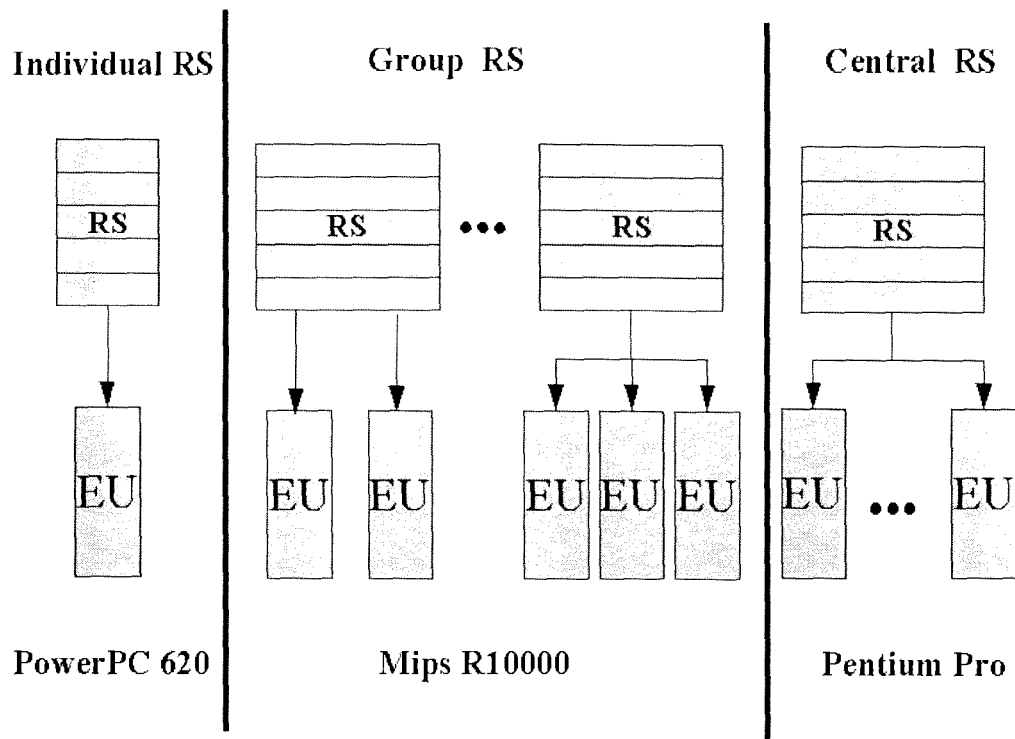 Individual RS
Group RS
Central RS
RS
RS
•••
RS
RS
EU
EU
EU
EU
EU
EU
EU
•••
EU
PowerPC 620
Mips R10000
Pentium Pro